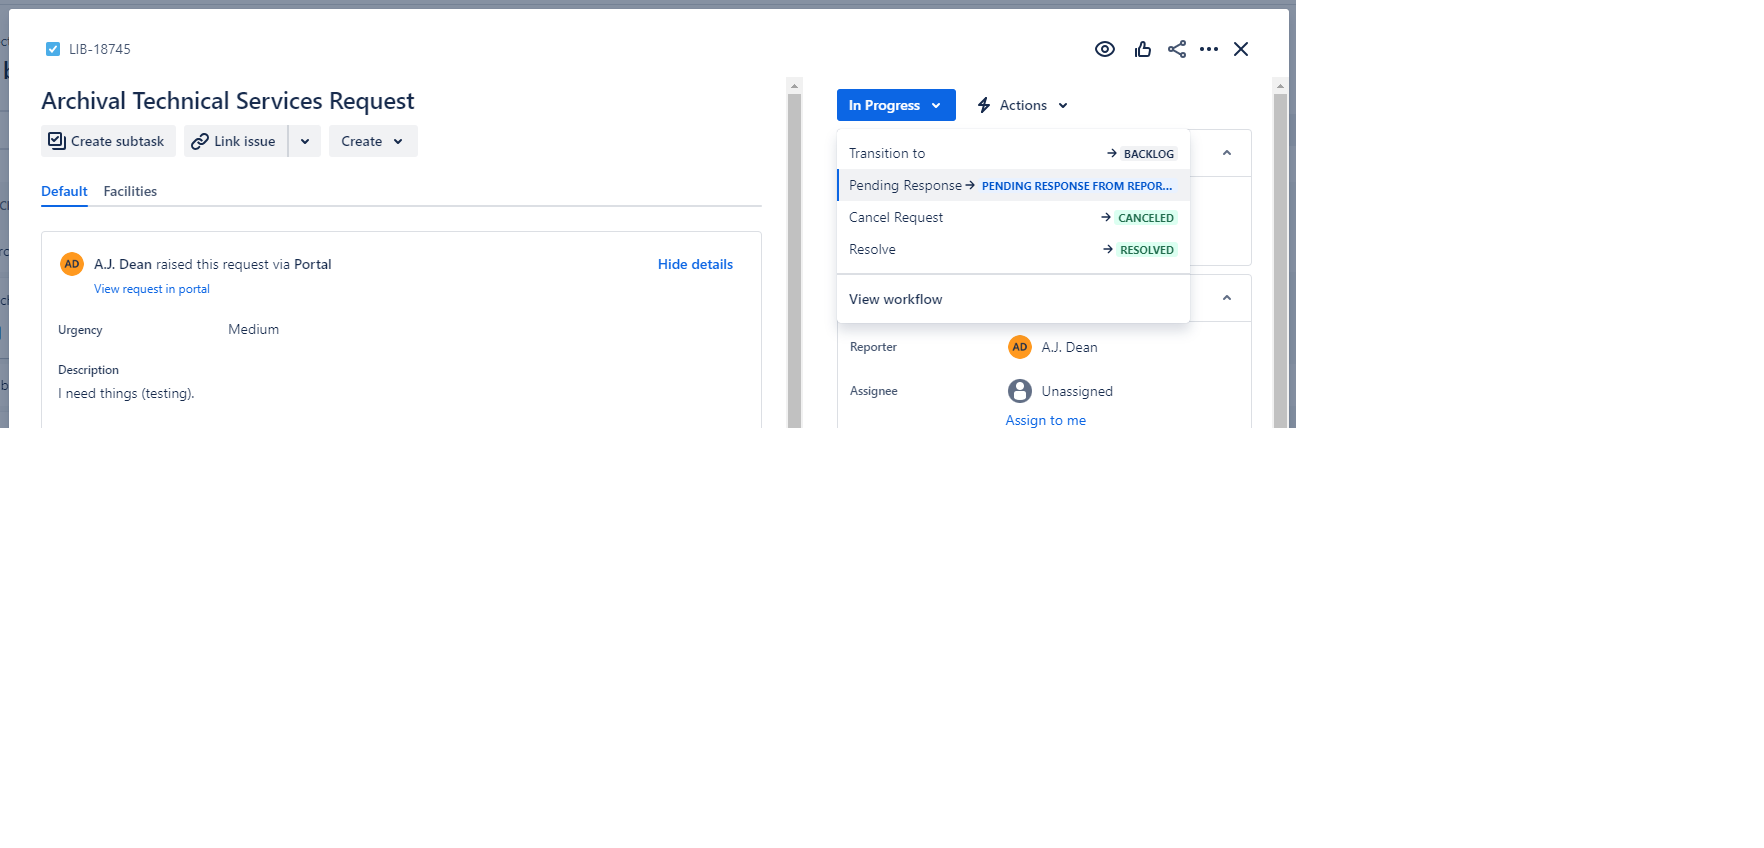 LIB-18745
Archival Technical Services Request
Create subtask
Link issue
Create
Default
Facilities
AD
A.J. Dean raised this request via Portal
Hide details
View request in portal
Urgency
Medium
Description
I need things (testing).
In Progress
Actions
Transition to → BACKLOG
Pending Response → PENDING RESPONSE FROM REPOR...
Cancel Request → CANCELED
Resolve → RESOLVED
View workflow
Reporter
AD A.J. Dean
Assignee
Unassigned
Assign to me